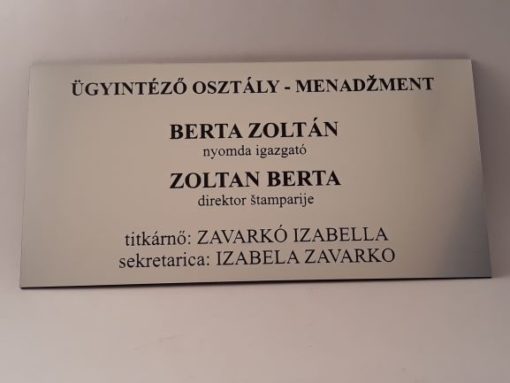 ÜGYINTÉZŐ OSZTÁLY - MENADŽMENT
BERTA ZOLTÁN
nyomda igazgató
ZOLTAN BERTA
direktor štamparije
titkárnő: ZAVARKÓ IZABELLA
sekretarica: IZABELA ZAVARKO